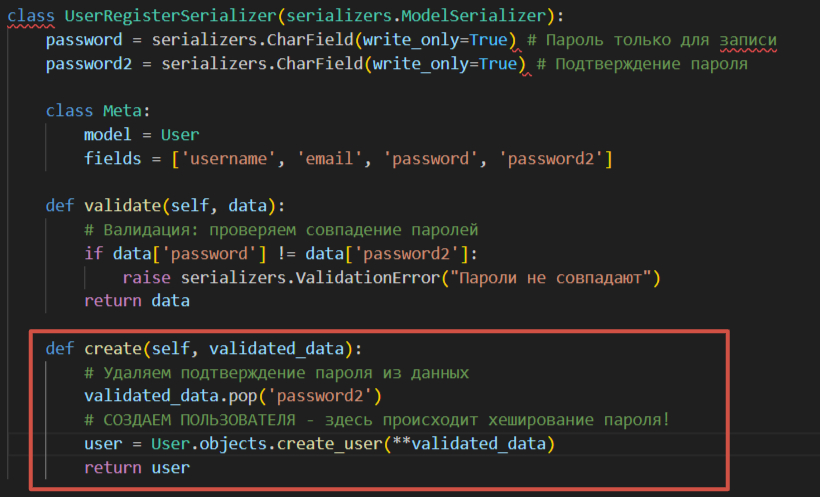 class UserRegisterSerializer(serializers.ModelSerializer):
    password = serializers.CharField(write_only=True) # Пароль только для записи
    password2 = serializers.CharField(write_only=True) # Подтверждение пароля

    class Meta:
        model = User
        fields = ['username', 'email', 'password', 'password2']

    def validate(self, data):
        # Валидация: проверяем совпадение паролей
        if data['password'] != data['password2']:
            raise serializers.ValidationError("Пароли не совпадают")
        return data

    def create(self, validated_data):
        # Удаляем подтверждение пароля из данных
        validated_data.pop('password2')
        # СОЗДАЕМ ПОЛЬЗОВАТЕЛЯ - здесь происходит хеширование пароля!
        user = User.objects.create_user(**validated_data)
        return user